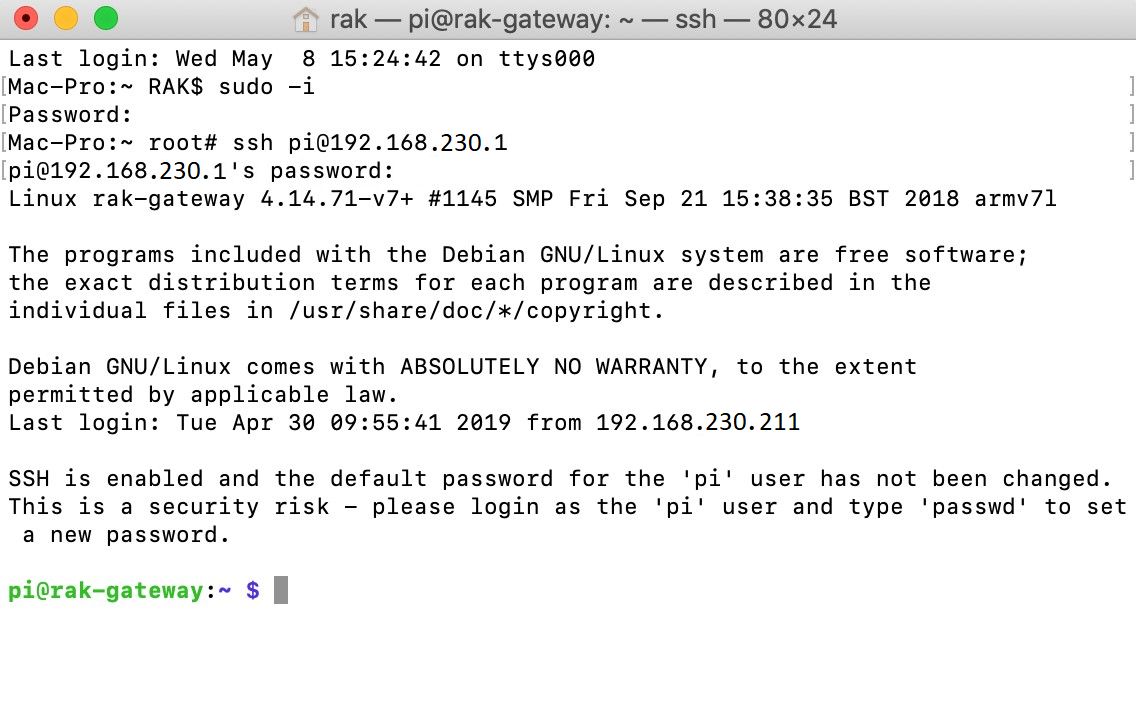 rak — pi@rak-gateway: ~ — ssh — 80×24
Last login: Wed May  8 15:24:42 on ttys000
[Mac-Pro:~ RAK$ sudo -i ]
[Password: ]
[Mac-Pro:~ root# ssh pi@192.168.230.1 ]
[pi@192.168.230.1's password: ]
Linux rak-gateway 4.14.71-v7+ #1145 SMP Fri Sep 21 15:38:35 BST 2018 armv7l
The programs included with the Debian GNU/Linux system are free software;
the exact distribution terms for each program are described in the
individual files in /usr/share/doc/*/copyright.
Debian GNU/Linux comes with ABSOLUTELY NO WARRANTY, to the extent
permitted by applicable law.
Last login: Tue Apr 30 09:55:41 2019 from 192.168.230.211
SSH is enabled and the default password for the 'pi' user has not been changed.
This is a security risk - please login as the 'pi' user and type 'passwd' to set
 a new password.
pi@rak-gateway:~ $